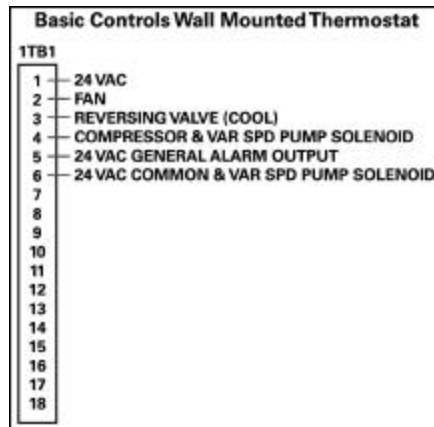 Basic Controls Wall Mounted Thermostat
1TB1
1 24 VAC
2 FAN
3 REVERSING VALVE (COOL)
4 COMPRESSOR & VAR SPD PUMP SOLENOID
5 24 VAC GENERAL ALARM OUTPUT
6 24 VAC COMMON & VAR SPD PUMP SOLENOID
7
8
9
10
11
12
13
14
15
16
17
18